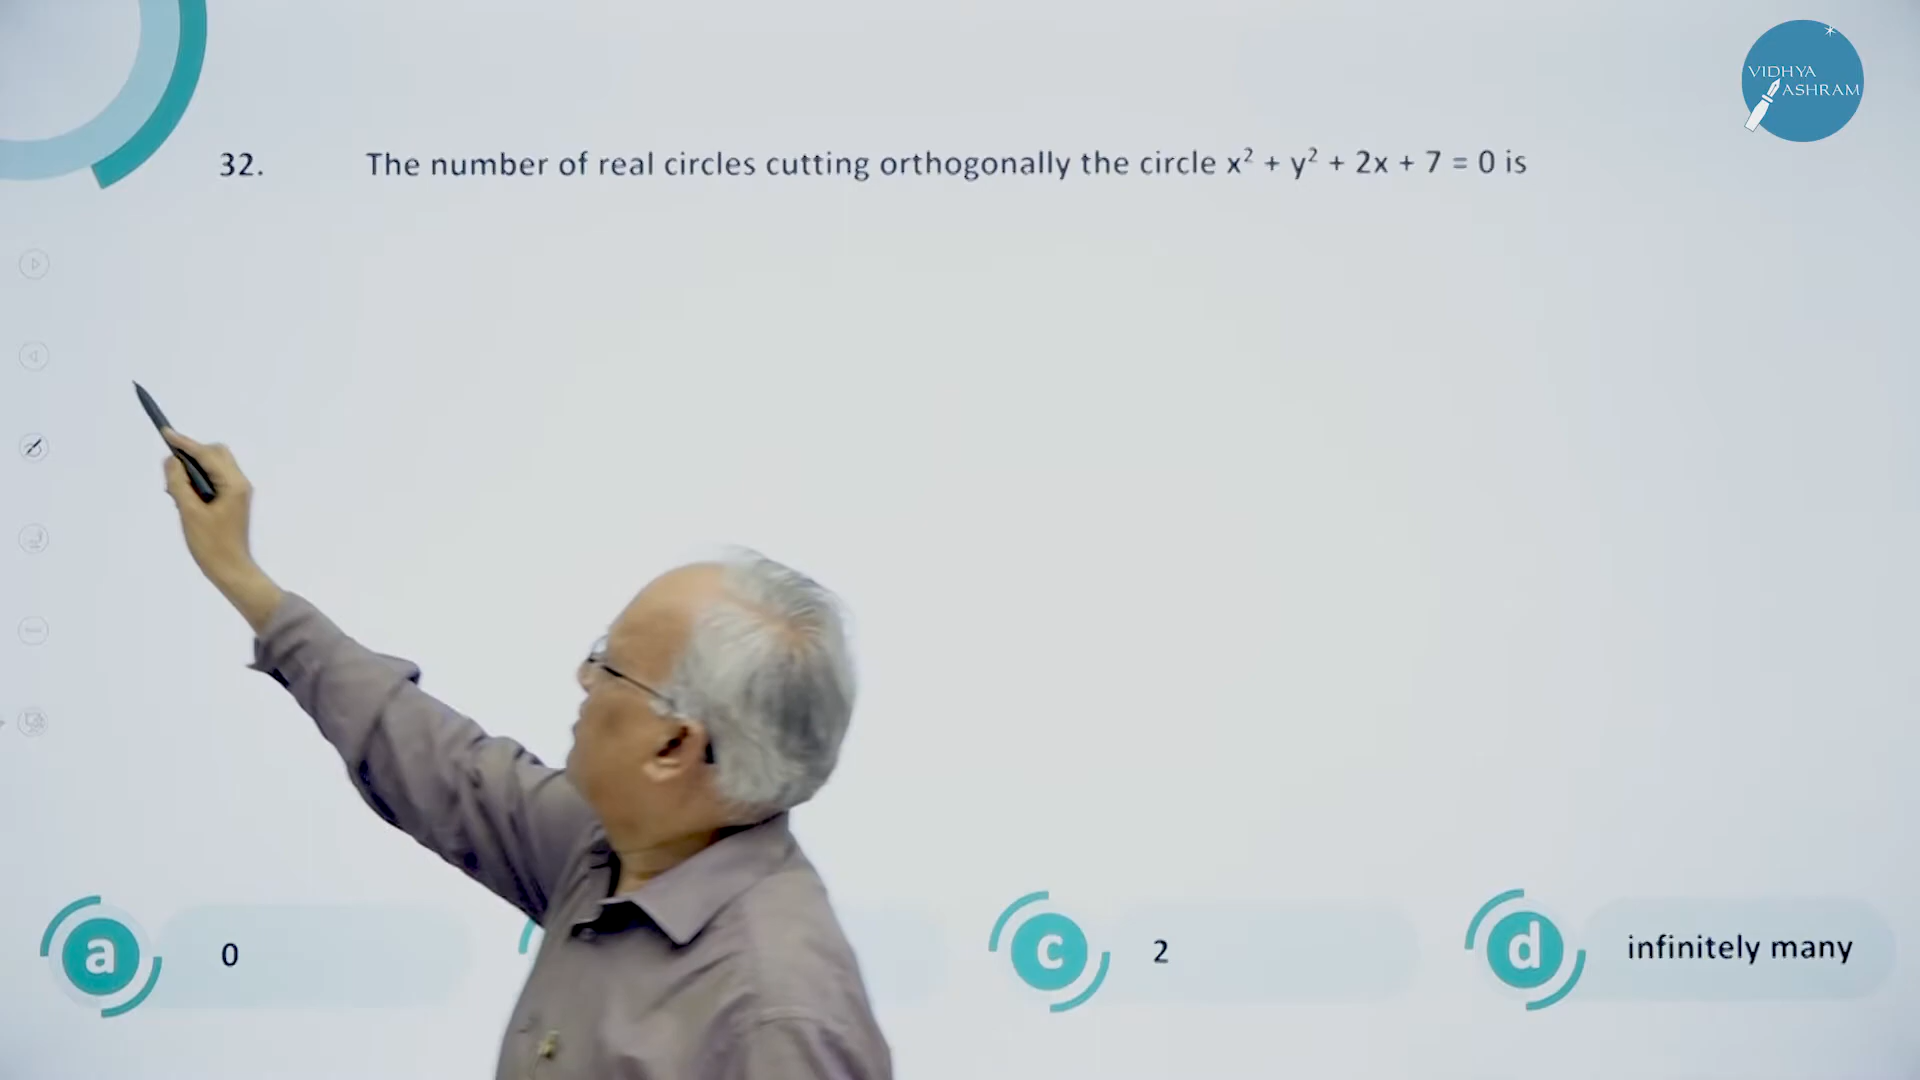 VIDHYA
ASHRAM
32. The number of real circles cutting orthogonally the circle x² + y² + 2x + 7 = 0 is
a 0
c 2
d infinitely many